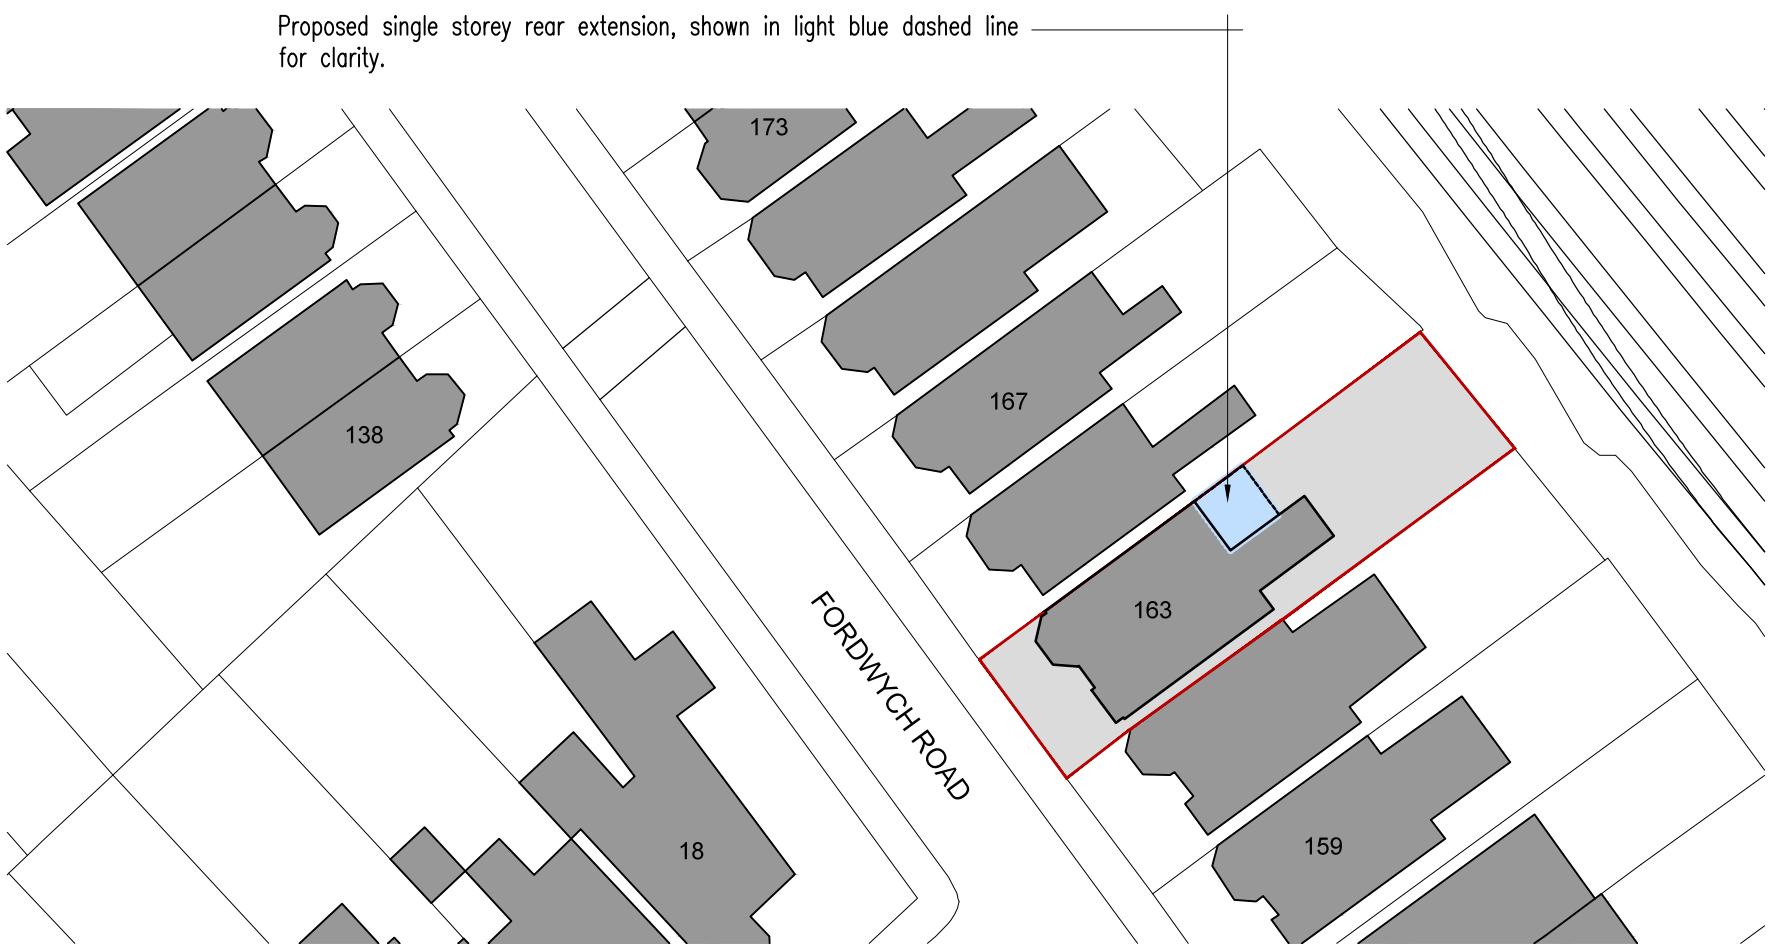 Proposed single storey rear extension, shown in light blue dashed line
for clarity.
173
167
138
163
FORDWYCH ROAD
159
18